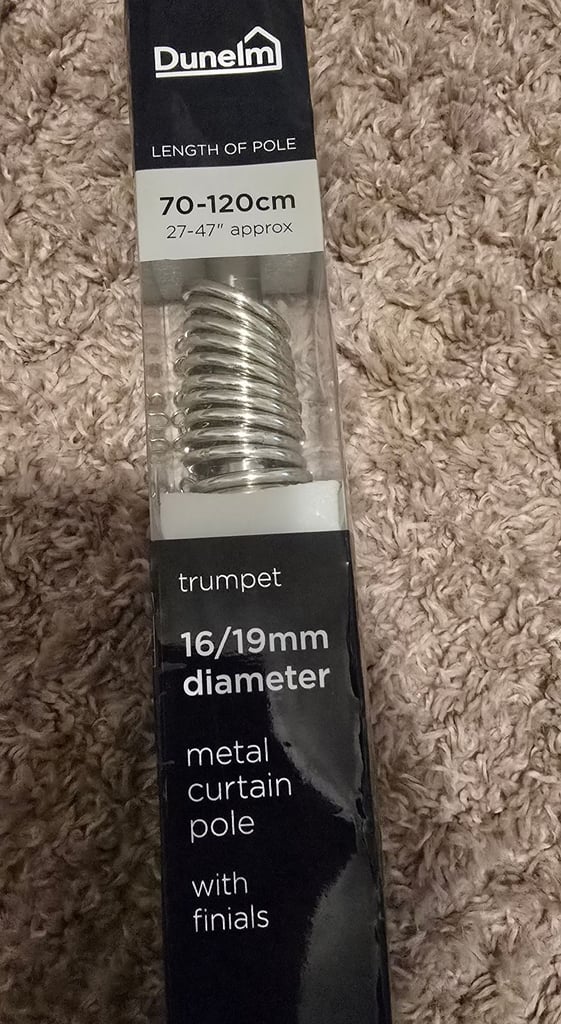 Dunelm
LENGTH OF POLE
70-120cm
27-47" approx
trumpet
16/19mm
diameter
metal
curtain
pole
with
finials